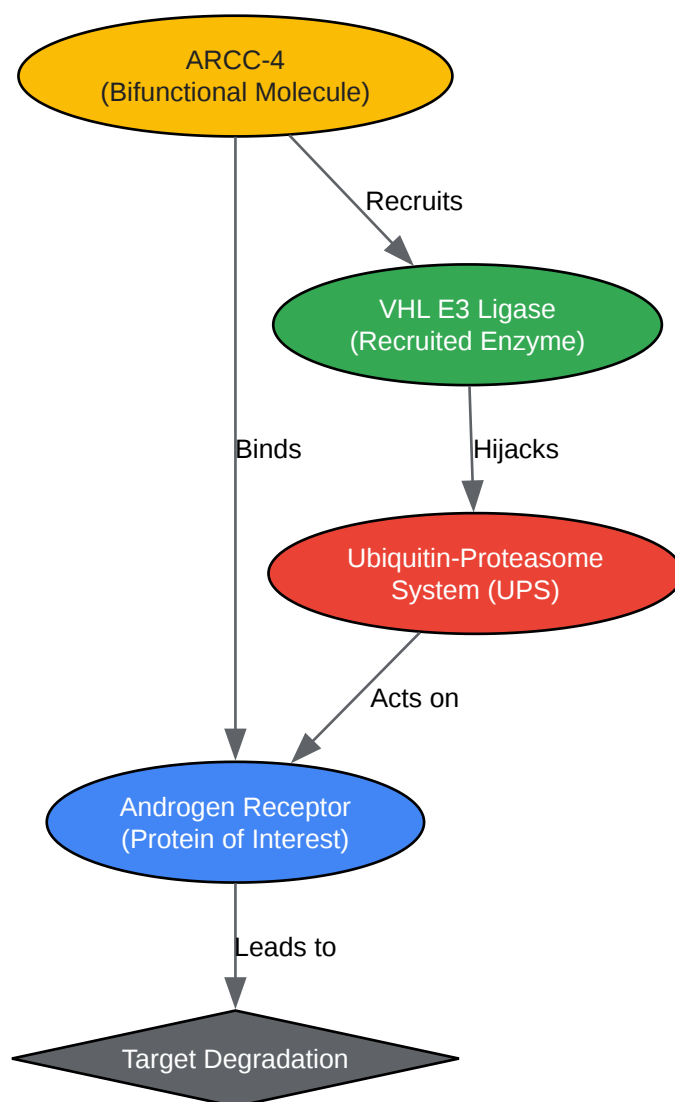 ARCC-4
(Bifunctional Molecule)
Recruits
VHL E3 Ligase
(Recruited Enzyme)
Binds
Hijacks
Ubiquitin-Proteasome
System (UPS)
Acts on
Androgen Receptor
(Protein of Interest)
Leads to
Target Degradation